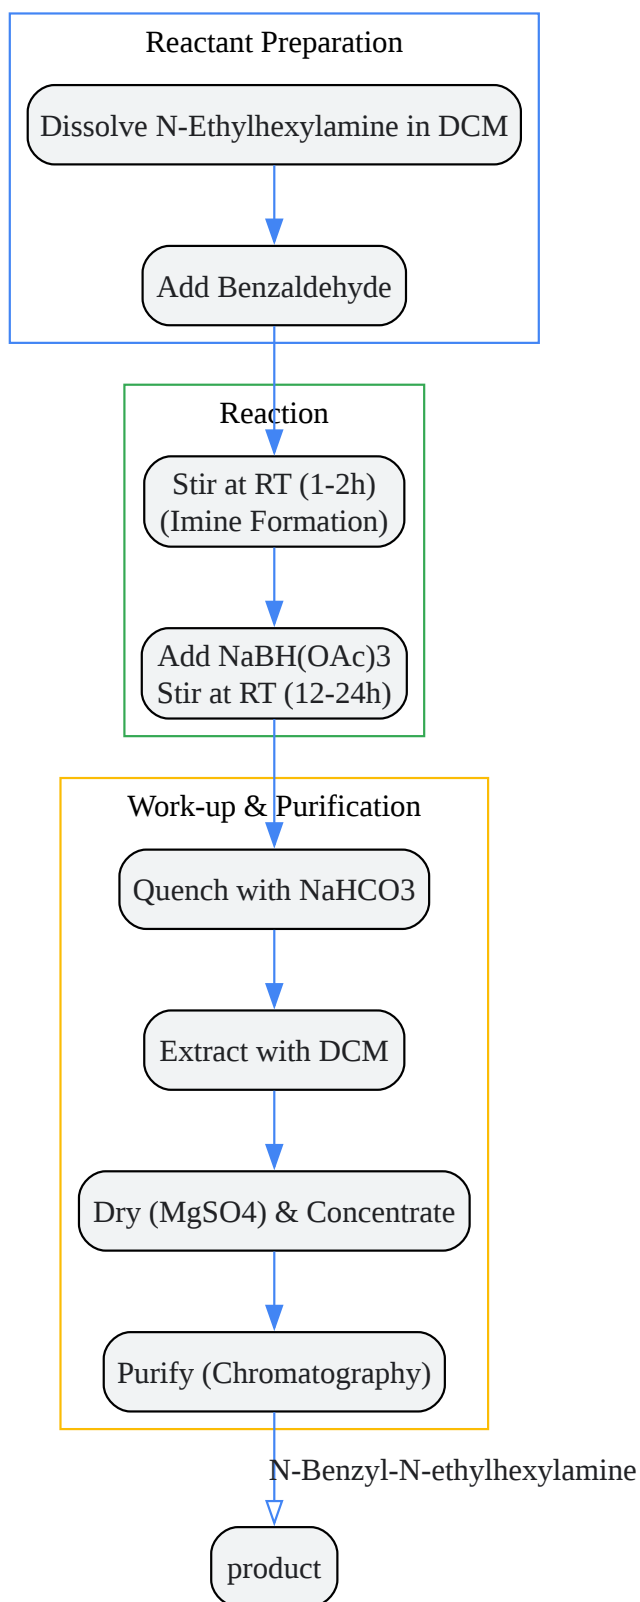 Reactant Preparation
Dissolve N-Ethylhexylamine in DCM
Add Benzaldehyde
Reaction
Stir at RT (1-2h)
(Imine Formation)
Add NaBH(OAc)3
Stir at RT (12-24h)
Work-up & Purification
Quench with NaHCO3
Extract with DCM
Dry (MgSO4) & Concentrate
Purify (Chromatography)
N-Benzyl-N-ethylhexylamine
product